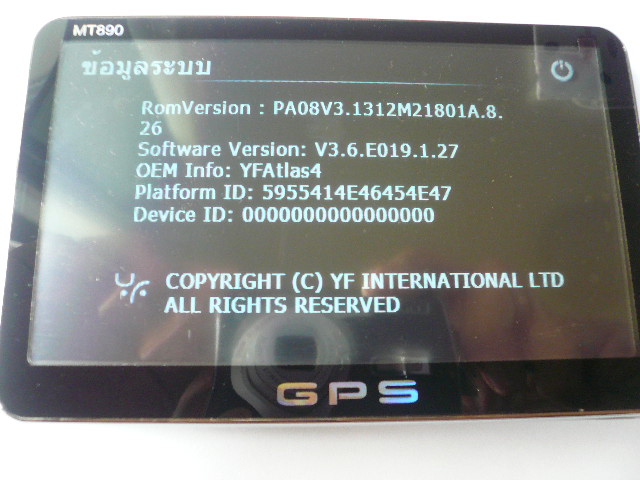 MT890
ข้อมูลระบบ
RomVersion : PA08V3.1312M21801A.8.
26
Software Version: V3.6.E019.1.27
OEM Info: YFAtlas4
Platform ID: 5955414E46454E47
Device ID: 0000000000000000
COPYRIGHT (C) YF INTERNATIONAL LTD
ALL RIGHTS RESERVED
GPS